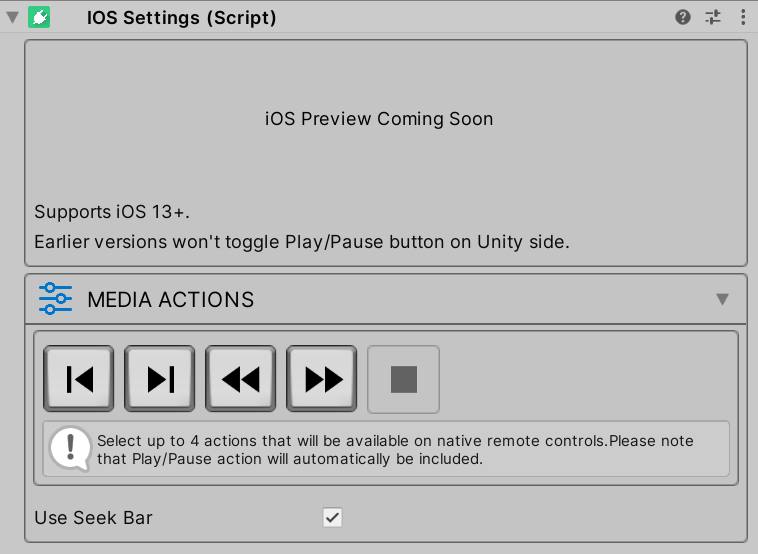 IOS Settings (Script)
iOS Preview Coming Soon
Supports iOS 13+.
Earlier versions won't toggle Play/Pause button on Unity side.
MEDIA ACTIONS
Select up to 4 actions that will be available on native remote controls.Please note
that Play/Pause action will automatically be included.
Use Seek Bar